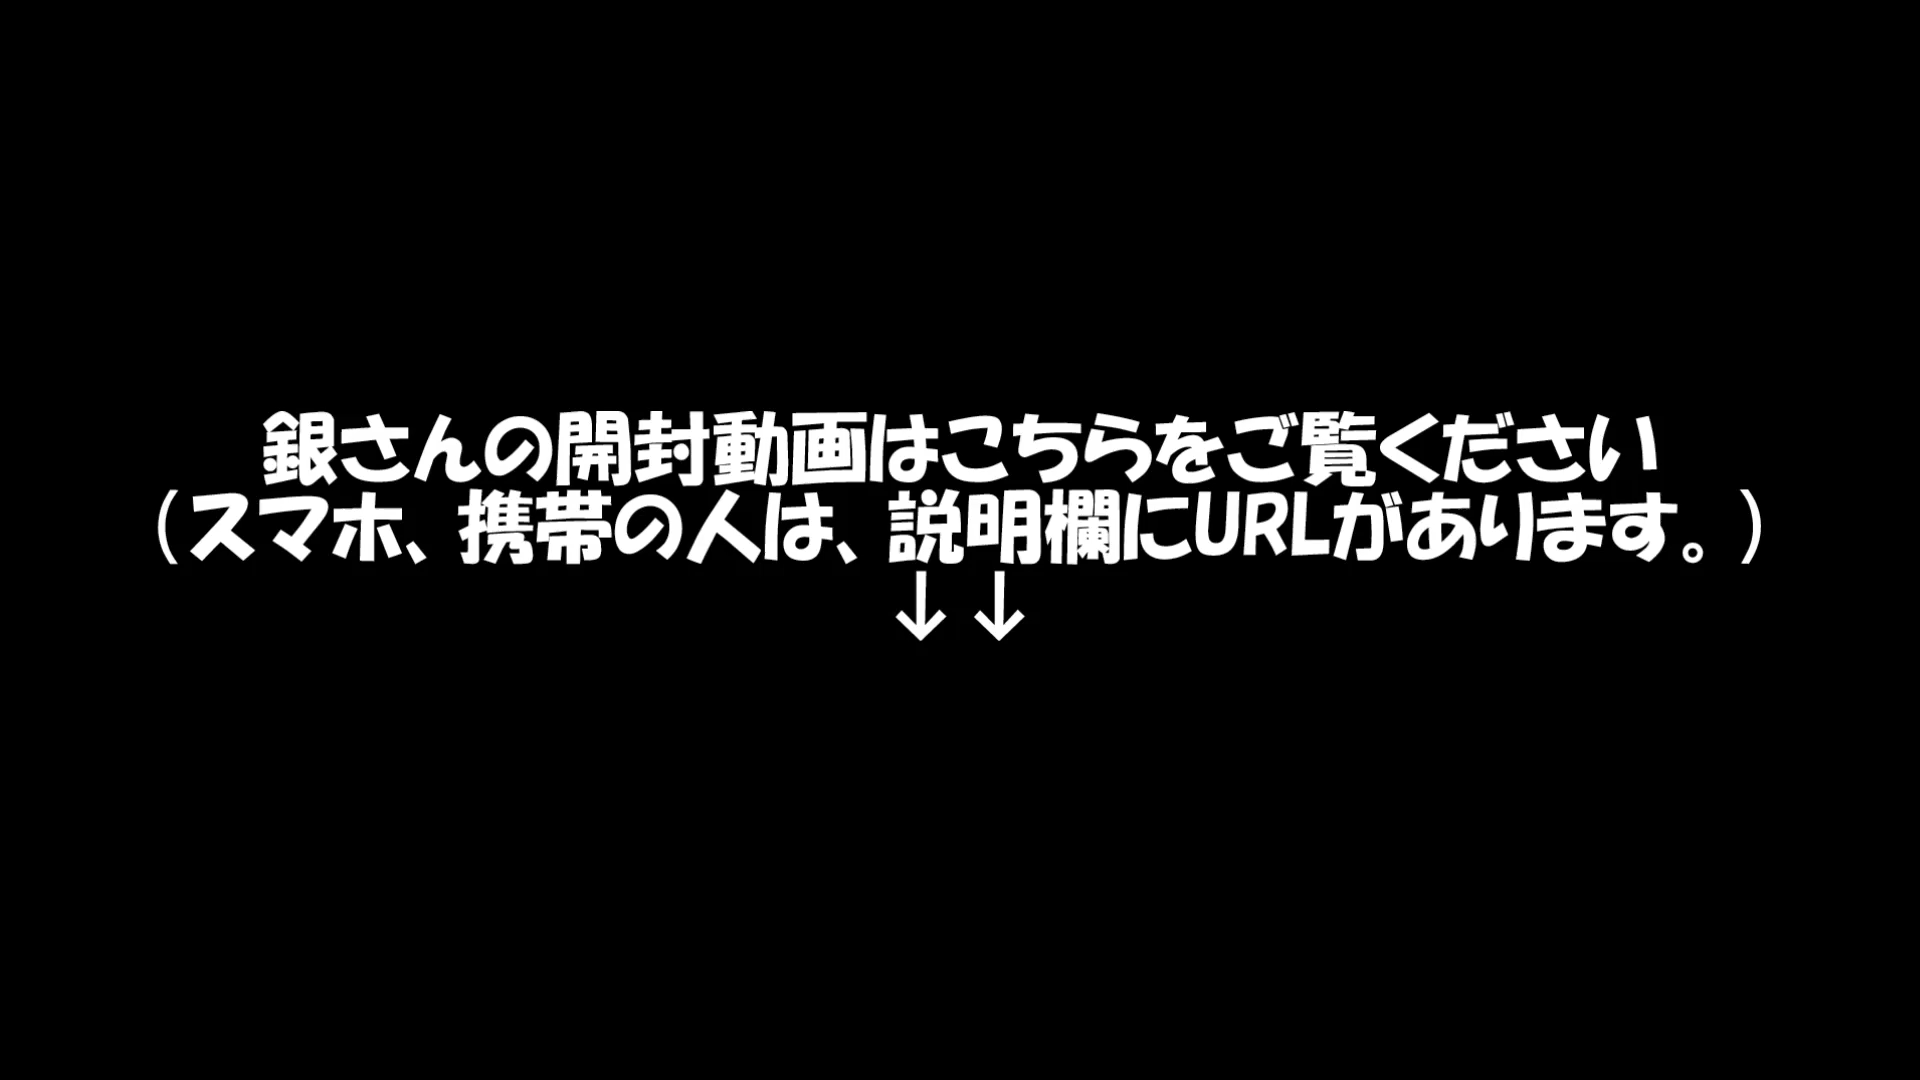 銀さんの開封動画はこちらをご覧ください
(スマホ、携帯の人は、説明欄にURLがあります。)
↓↓